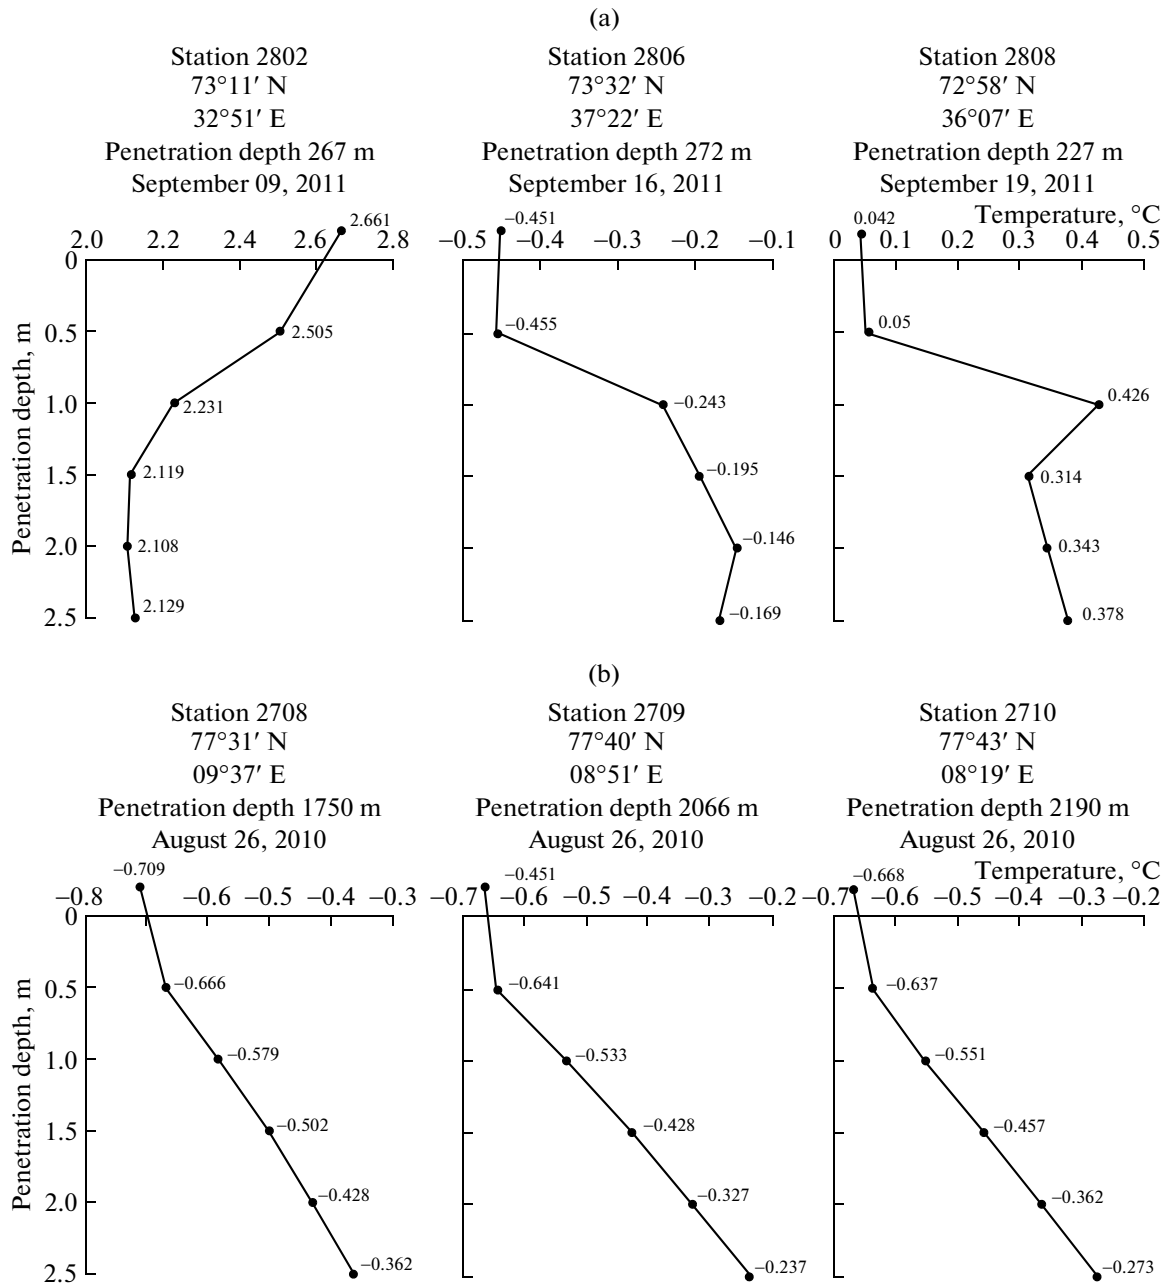 (a)
Station 2802
73°11′ N
32°51′ E
Penetration depth 267 m
September 09, 2011
Station 2806
73°32′ N
37°22′ E
Penetration depth 272 m
September 16, 2011
Station 2808
72°58′ N
36°07′ E
Penetration depth 227 m
September 19, 2011
Temperature, °C
2.0 2.2 2.4 2.6 2.8
0
0.5
1.0
1.5
2.0
2.5
Penetration depth, m
2.661
2.505
2.231
2.119
2.108
2.129
−0.5 −0.4 −0.3 −0.2 −0.1
−0.451
−0.455
−0.243
−0.195
−0.146
−0.169
0 0.1 0.2 0.3 0.4 0.5
0.042
0.05
0.426
0.314
0.343
0.378
(b)
Station 2708
77°31′ N
09°37′ E
Penetration depth 1750 m
August 26, 2010
Station 2709
77°40′ N
08°51′ E
Penetration depth 2066 m
August 26, 2010
Station 2710
77°43′ N
08°19′ E
Penetration depth 2190 m
August 26, 2010
Temperature, °C
−0.8 −0.6 −0.5 −0.4 −0.3
0
0.5
1.0
1.5
2.0
2.5
Penetration depth, m
−0.709
−0.666
−0.579
−0.502
−0.428
−0.362
−0.7 −0.5 −0.4 −0.3 −0.2
−0.451
−0.641
−0.533
−0.428
−0.327
−0.237
−0.7 −0.6 −0.5 −0.4 −0.3 −0.2
−0.668
−0.637
−0.551
−0.457
−0.362
−0.273